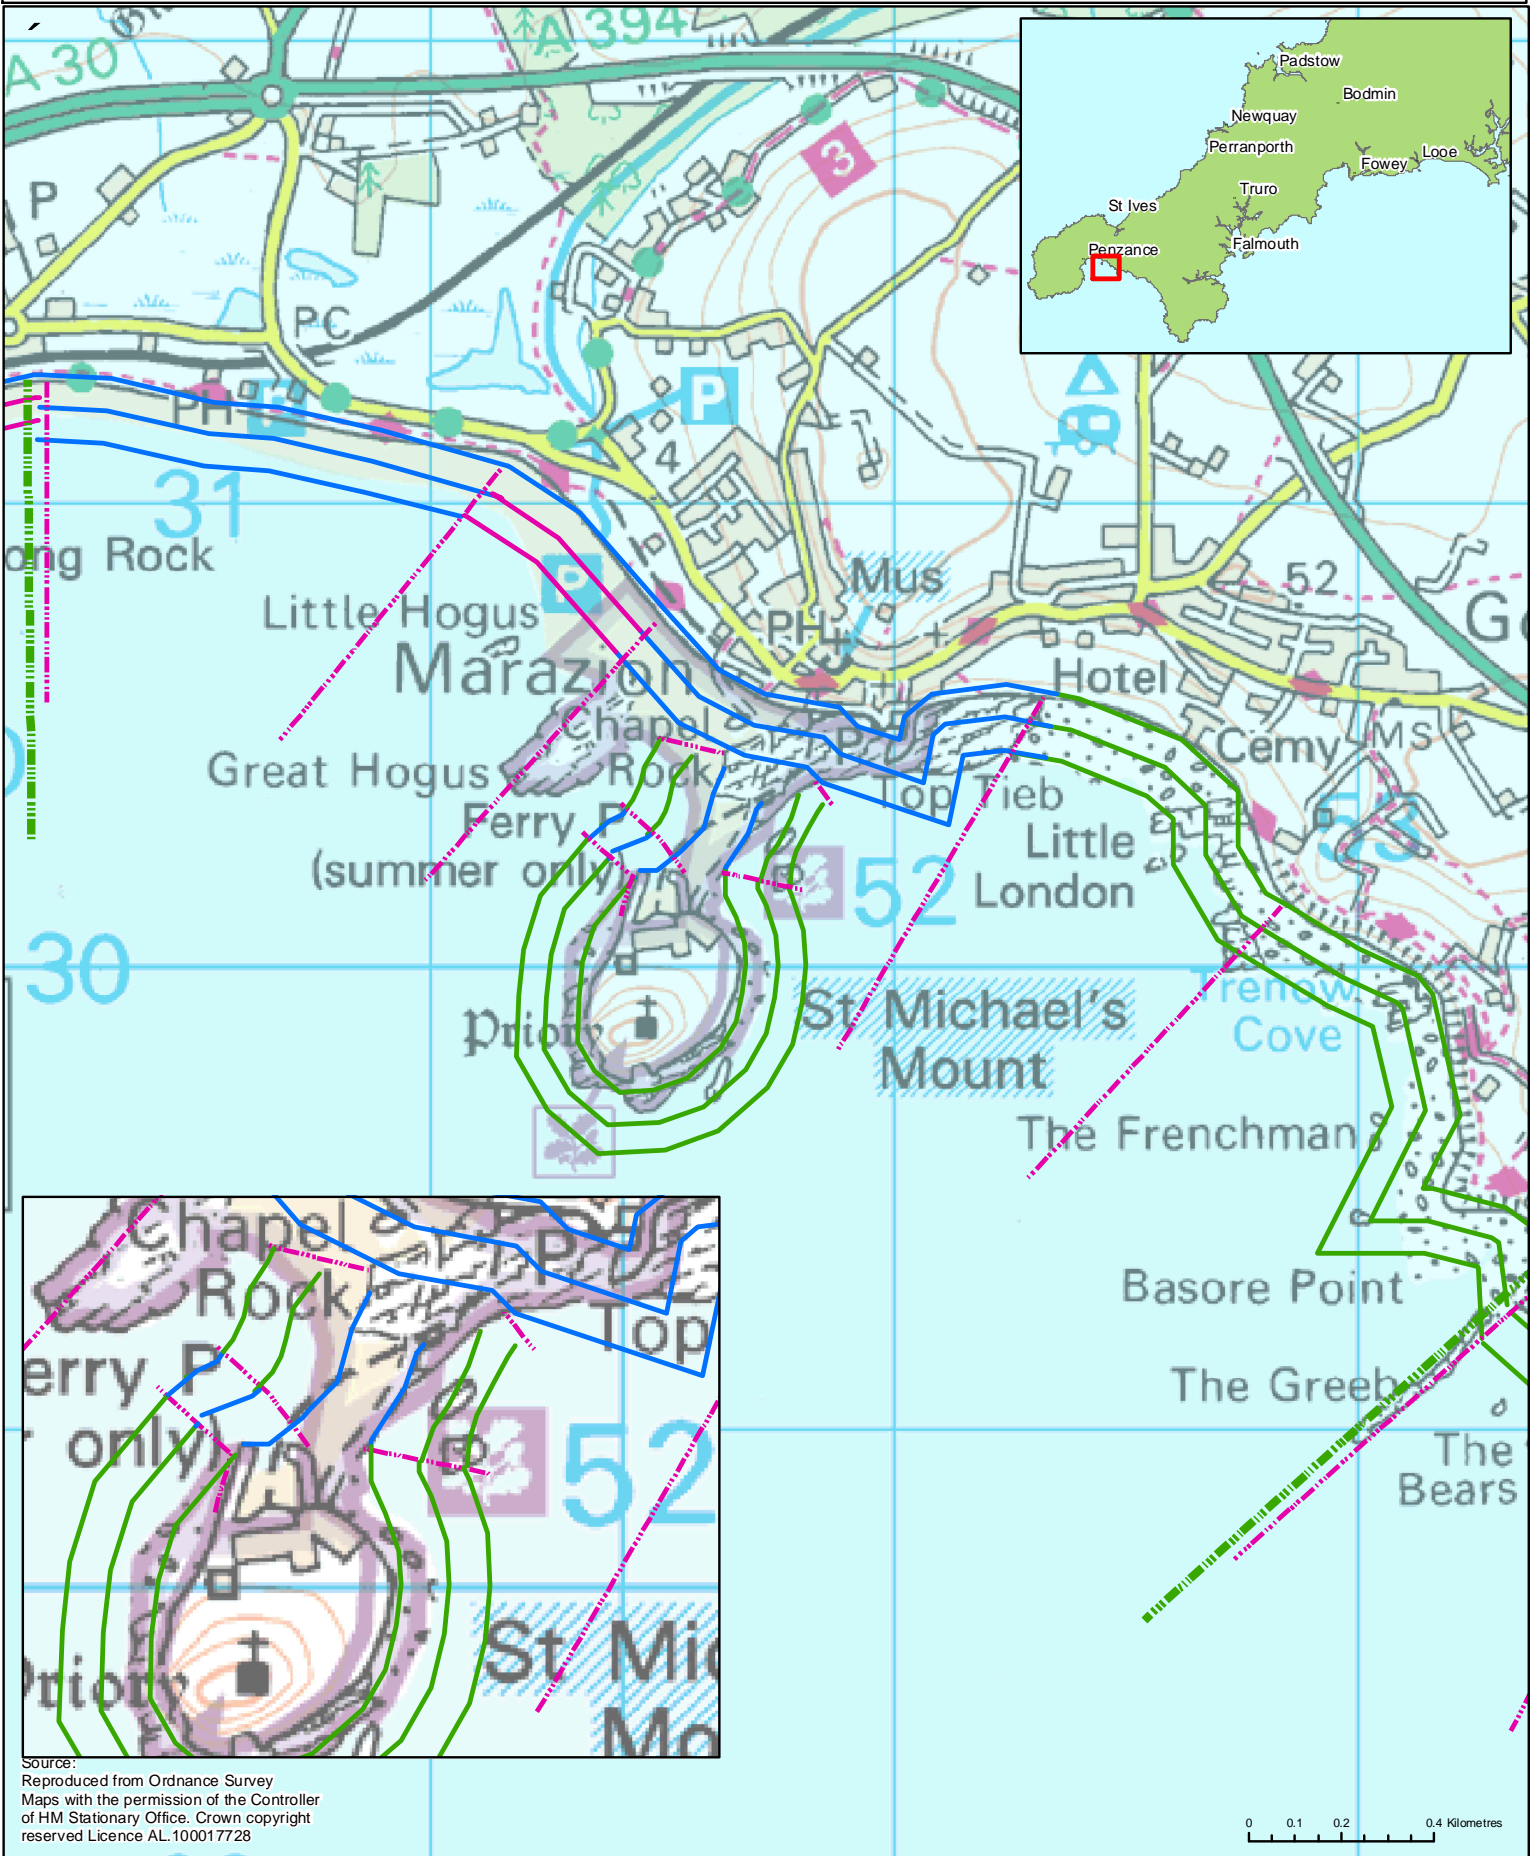 A 30
A 394
3
P
PC
PH
P
4
P
31
ong Rock
Little Hogus
Marazion
Mus
PH
52
Hotel
Chapel
Rock
Great Hogus
Ferry P
(summer only)
P
Top Tieb
Little
London
Cemy
MS
53
52
30
Priory
St Michael's
Mount
Trenow
Cove
The Frenchman
Basore Point
The Greeb
The
Bears
Padstow
Bodmin
Newquay
Perranporth
Looe
Fowey
Truro
St Ives
Falmouth
Penzance
Chapel
Rock
P
Top
erry P
only)
52
St Mic
Mo
riory
Source:
Reproduced from Ordnance Survey
Maps with the permission of the Controller
of HM Stationary Office. Crown copyright
reserved Licence AL.100017728
0 0.1 0.2 0.4 Kilometres